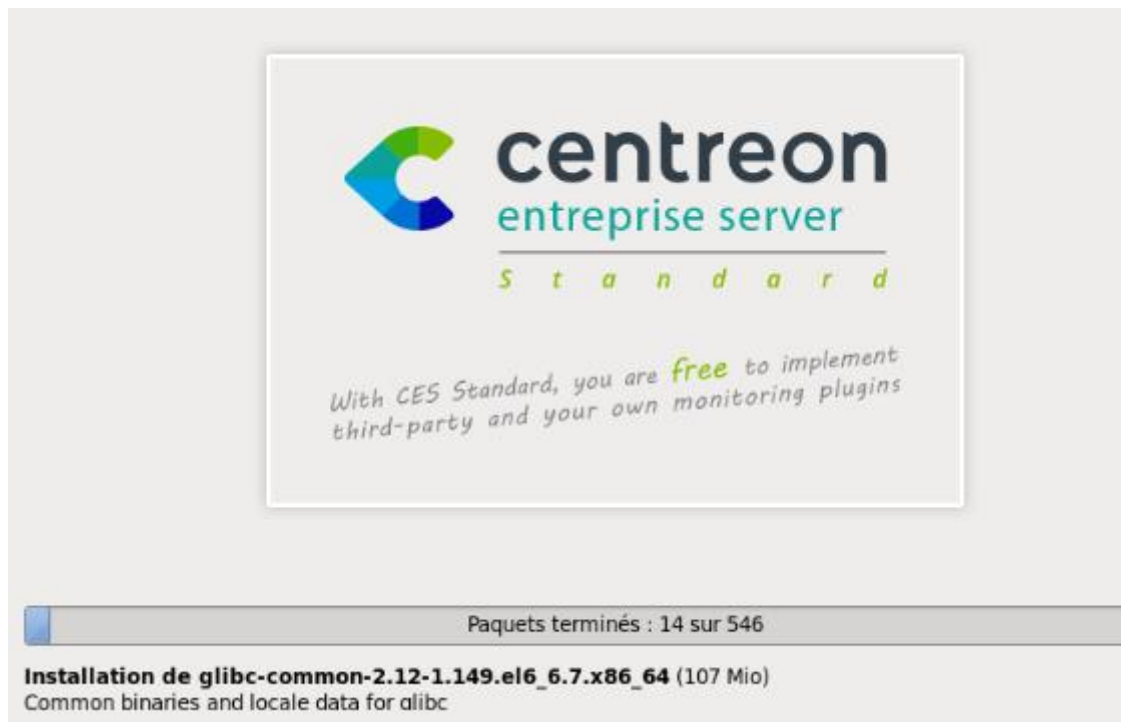 centreon
entreprise server
Standard
With CES Standard, you are free to implement
third-party and your own monitoring plugins
Paquets terminés : 14 sur 546
Installation de glibc-common-2.12-1.149.el6_6.7.x86_64 (107 Mio)
Common binaries and locale data for glibc